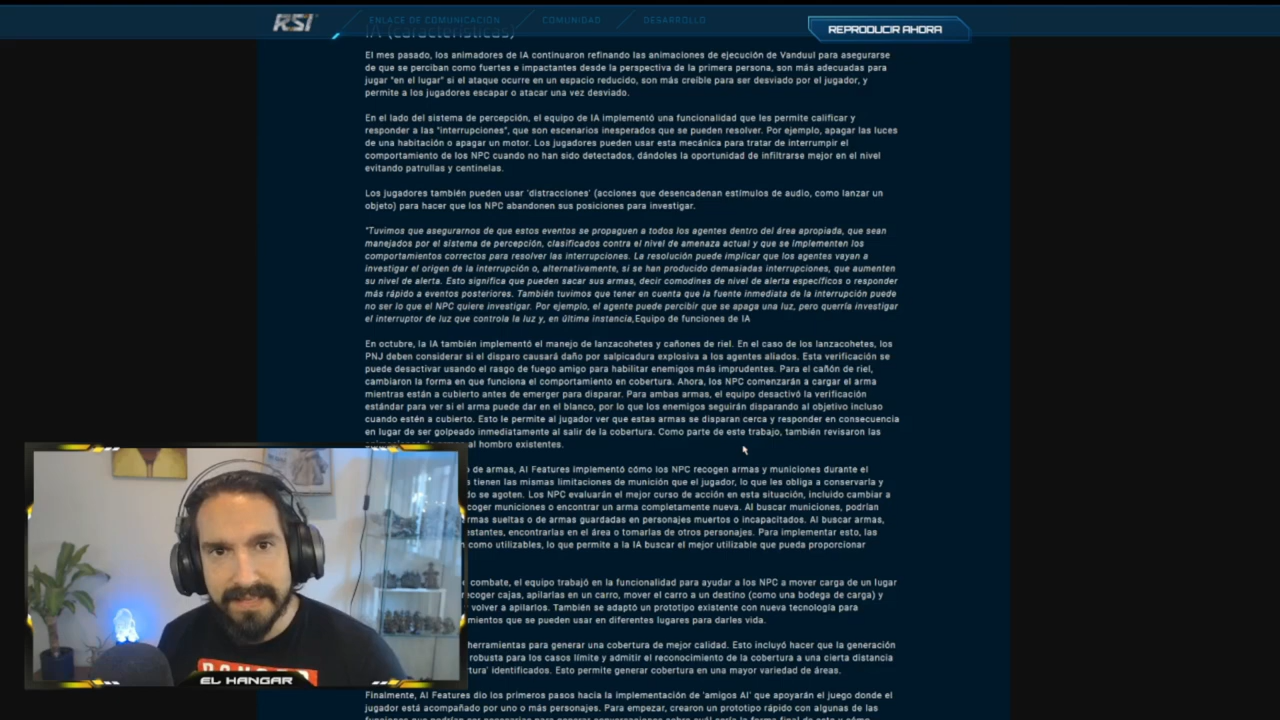 RSI
ENLACE DE COMUNICACIÓN
COMUNIDAD
DESARROLLO
REPRODUCIR AHORA
IA (características)
El mes pasado, los animadores de IA continuaron refinando las animaciones de ejecución de Vanduul para asegurarse
de que se perciban como fuertes e impactantes desde la perspectiva de la primera persona, son más adecuadas para
jugar "en el lugar" si el ataque ocurre en un espacio reducido, son más creíble para ser desviado por el jugador, y
permite a los jugadores escapar o atacar una vez desviado.
En el lado del sistema de percepción, el equipo de IA implementó una funcionalidad que les permite calificar y
responder a las "interrupciones", que son escenarios inesperados que se pueden resolver. Por ejemplo, apagar las luces
de una habitación o apagar un motor. Los jugadores pueden usar esta mecánica para tratar de interrumpir el
comportamiento de los NPC cuando no han sido detectados, dándoles la oportunidad de infiltrarse mejor en el nivel
evitando patrullas y centinelas.
Los jugadores también pueden usar 'distracciones' (acciones que desencadenan estímulos de audio, como lanzar un
objeto) para hacer que los NPC abandonen sus posiciones para investigar.
"Tuvimos que asegurarnos de que estos eventos se propaguen a todos los agentes dentro del área apropiada, que sean
manejados por el sistema de percepción, clasificados contra el nivel de amenaza actual y que se implementen los
comportamientos correctos para resolver las interrupciones. La resolución puede implicar que los agentes vayan a
investigar el origen de la interrupción o, alternativamente, si se han producido demasiadas interrupciones, que aumenten
su nivel de alerta. Esto significa que pueden sacar sus armas, decir comodines de nivel de alerta específicos o responder
más rápido a eventos posteriores. También tuvimos que tener en cuenta que la fuente inmediata de la interrupción puede
no ser lo que el NPC quiere investigar. Por ejemplo, el agente puede percibir que se apaga una luz, pero querría investigar
el interruptor de luz que controla la luz y, en última instancia,Equipo de funciones de IA
En octubre, la IA también implementó el manejo de lanzacohetes y cañones de riel. En el caso de los lanzacohetes, los
PNJ deben considerar si el disparo causará daño por salpicadura explosiva a los agentes aliados. Esta verificación se
puede desactivar usando el rasgo de fuego amigo para habilitar enemigos más imprudentes. Para el cañón de riel,
cambiaron la forma en que funciona el comportamiento en cobertura. Ahora, los NPC comenzarán a cargar el arma
mientras están a cubierto antes de emerger para disparar. Para ambas armas, el equipo desactivó la verificación
estándar para ver si el arma puede dar en el blanco, por lo que los enemigos seguirán disparando al objetivo incluso
cuando estén a cubierto. Esto le permite al jugador ver que estas armas se disparan cerca y responder en consecuencia
en lugar de ser golpeado inmediatamente al salir de la cobertura. Como parte de este trabajo, también revisaron las
al hombro existentes.
de armas, AI Features implementó cómo los NPC recogen armas y municiones durante el
tienen las mismas limitaciones de munición que el jugador, lo que les obliga a conservarla y
se agoten. Los NPC evaluarán el mejor curso de acción en esta situación, incluido cambiar a
coger municiones o encontrar un arma completamente nueva. Al buscar municiones, podrían
rmas sueltas o de armas guardadas en personajes muertos o incapacitados. Al buscar armas,
estantes, encontrarlas en el área o tomarlas de otros personajes. Para implementar esto, las
como utilizables, lo que permite a la IA buscar el mejor utilizable que pueda proporcionar
combate, el equipo trabajó en la funcionalidad para ayudar a los NPC a mover carga de un lugar
ecoger cajas, apilarlas en un carro, mover el carro a un destino (como una bodega de carga) y
volver a apilarlos. También se adaptó un prototipo existente con nueva tecnología para
mientos que se pueden usar en diferentes lugares para darles vida.
herramientas para generar una cobertura de mejor calidad. Esto incluyó hacer que la generación
robusta para los casos límite y admitir el reconocimiento de la cobertura a una cierta distancia
tura' identificados. Esto permite generar cobertura en una mayor variedad de áreas.
Finalmente, AI Features dio los primeros pasos hacia la implementación de 'amigos AI' que apoyarán el juego donde el
jugador está acompañado por uno o más personajes. Para empezar, crearon un prototipo rápido con algunas de las
EL HANGAR